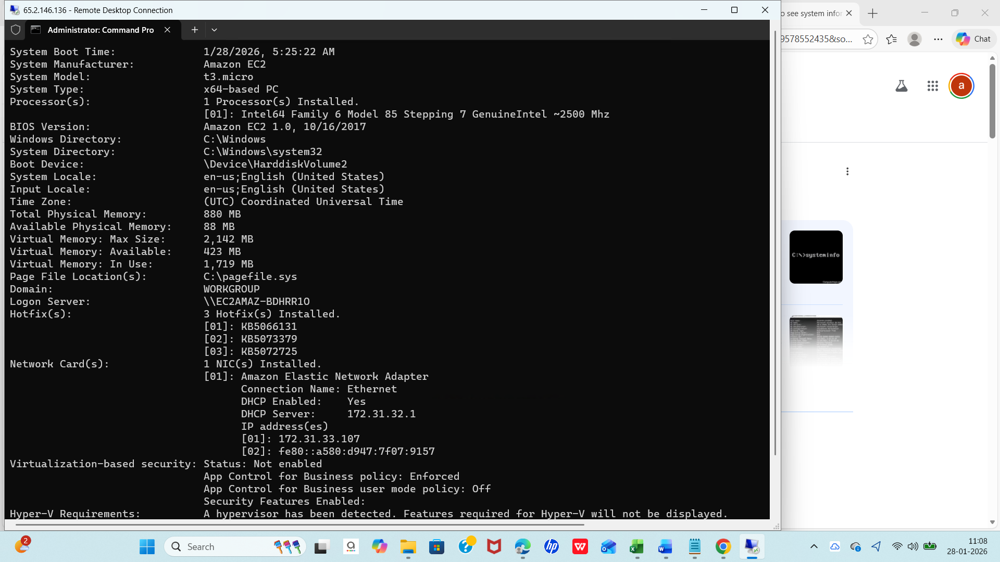 65.2.146.136 - Remote Desktop Connection
Administrator: Command Pro
System Boot Time: 1/28/2026, 5:25:22 AM
System Manufacturer: Amazon EC2
System Model: t3.micro
System Type: x64-based PC
Processor(s): 1 Processor(s) Installed.
[01]: Intel64 Family 6 Model 85 Stepping 7 GenuineIntel ~2500 Mhz
BIOS Version: Amazon EC2 1.0, 10/16/2017
Windows Directory: C:\Windows
System Directory: C:\Windows\system32
Boot Device: \Device\HarddiskVolume2
System Locale: en-us;English (United States)
Input Locale: en-us;English (United States)
Time Zone: (UTC) Coordinated Universal Time
Total Physical Memory: 880 MB
Available Physical Memory: 88 MB
Virtual Memory: Max Size: 2,142 MB
Virtual Memory: Available: 423 MB
Virtual Memory: In Use: 1,719 MB
Page File Location(s): C:\pagefile.sys
Domain: WORKGROUP
Logon Server: \\EC2AMAZ-BDHRR1O
Hotfix(s): 3 Hotfix(s) Installed.
[01]: KB5066131
[02]: KB5073379
[03]: KB5072725
Network Card(s): 1 NIC(s) Installed.
[01]: Amazon Elastic Network Adapter
Connection Name: Ethernet
DHCP Enabled: Yes
DHCP Server: 172.31.32.1
IP address(es)
[01]: 172.31.33.107
[02]: fe80::a580:d947:7f07:9157
Virtualization-based security: Status: Not enabled
App Control for Business policy: Enforced
App Control for Business user mode policy: Off
Security Features Enabled:
Hyper-V Requirements: A hypervisor has been detected. Features required for Hyper-V will not be displayed.
o see system infor
9578552435&so...
Chat
a
C:\>systeminfo
2
Search
11:08
28-01-2026